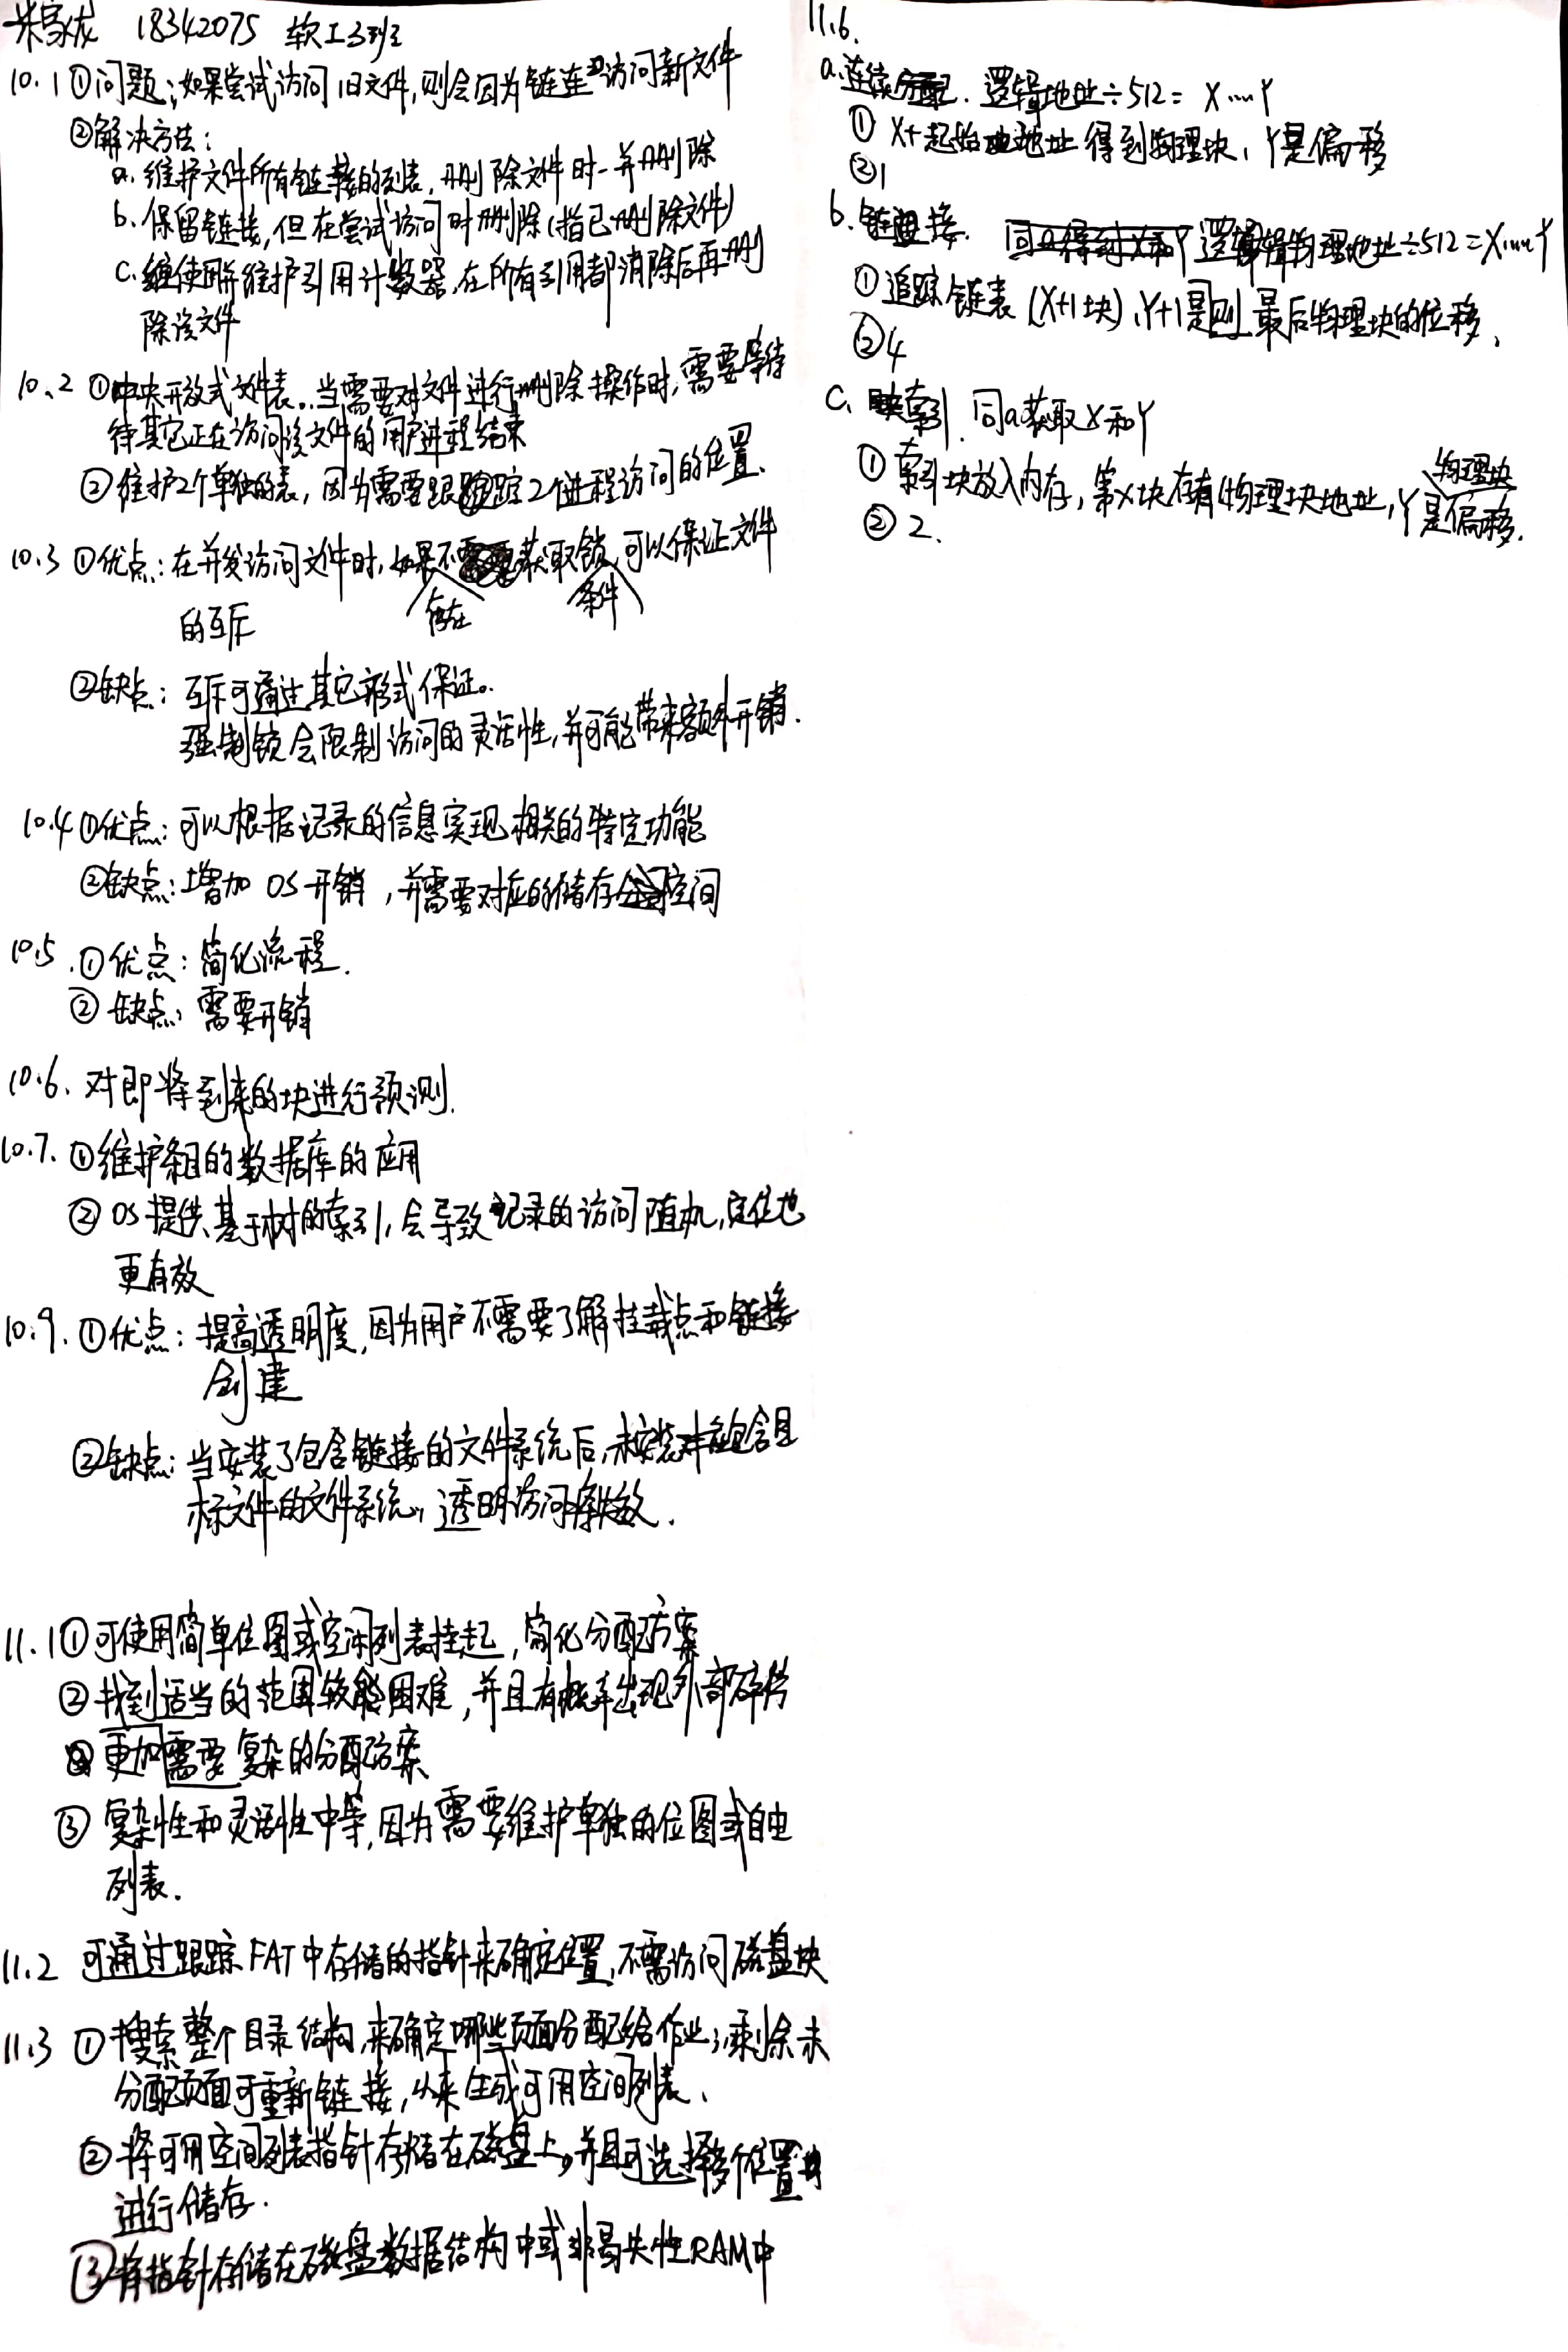 米家龙 18342075 软工3班
10.1 ①问题:如果尝试访问旧文件,则会因为链连访问新文件
②解决方法:
a. 维护文件所有链接的列表,删除文件时一并删除
b. 保留链接,但在尝试访问时删除(指已删除文件)
c. 使用并维护引用计数器,在所有引用都消除后再删
除该文件
10.2 ①中央开放式文件表..当需要对文件进行删除操作时,需要等待
待其它正在访问该文件的用户进程结束
②维护2个单独的表,因为需要跟踪2个进程访问的位置.
10.3 ①优点:在并发访问文件时,如果不存在获取锁条件可以保证文件
的互斥
②缺点:互斥可通过其它形式保证.
强制锁会限制访问的灵活性,并可能带来额外开销.
10.4 ①优点:可以根据记录的信息实现相关的特定功能
②缺点:增加OS开销,并需要对应的储存空间
10.5 .①优点:简化流程.
②缺点:需要开销
10.6. 对即将到来的块进行预测.
10.7. ①维护条目的数据库的应用
②OS提供基于树的索引,会导致记录的访问随机,定位也
更有效
10.9. ①优点:提高透明度,因为用户不需要了解挂载点和链接
创建
②缺点:当安装了包含链接的文件系统后,未安装包含目
标文件的文件系统,透明访问失效.
11.1 ①可使用简单位图或空闲列表挂起,简化分配方案
②找到适当的范围较困难,并且有概率出现外部碎片
更加需要复杂的分配方案
③复杂性和灵活性中等,因为需要维护单独的位图或自由
列表.
11.2 可通过跟踪FAT中存储的指针来确定位置,不需访问磁盘块
11.3 ①搜索整个目录结构,来确定哪些页面分配给作业;剩余未
分配页面可重新链接,以来生成可用空间列表.
②将可用空间列表指针存储在磁盘上,并且可选择多个位置
进行储存.
③将指针存储在磁盘数据结构中或非易失性RAM中
11.6.
a.连续分配. 逻辑地址÷512= X……Y
①X+起始地址 得到物理块,Y是偏移
②1
b. 链接. 逻辑物理地址÷512=X……Y
①追踪链表(X+1块),Y+1是则最后物理块的位移.
②4
c. 索引. 同a获取X和Y
①索引块放入内存,第X块存有物理块地址,Y是物理块偏移.
②2.